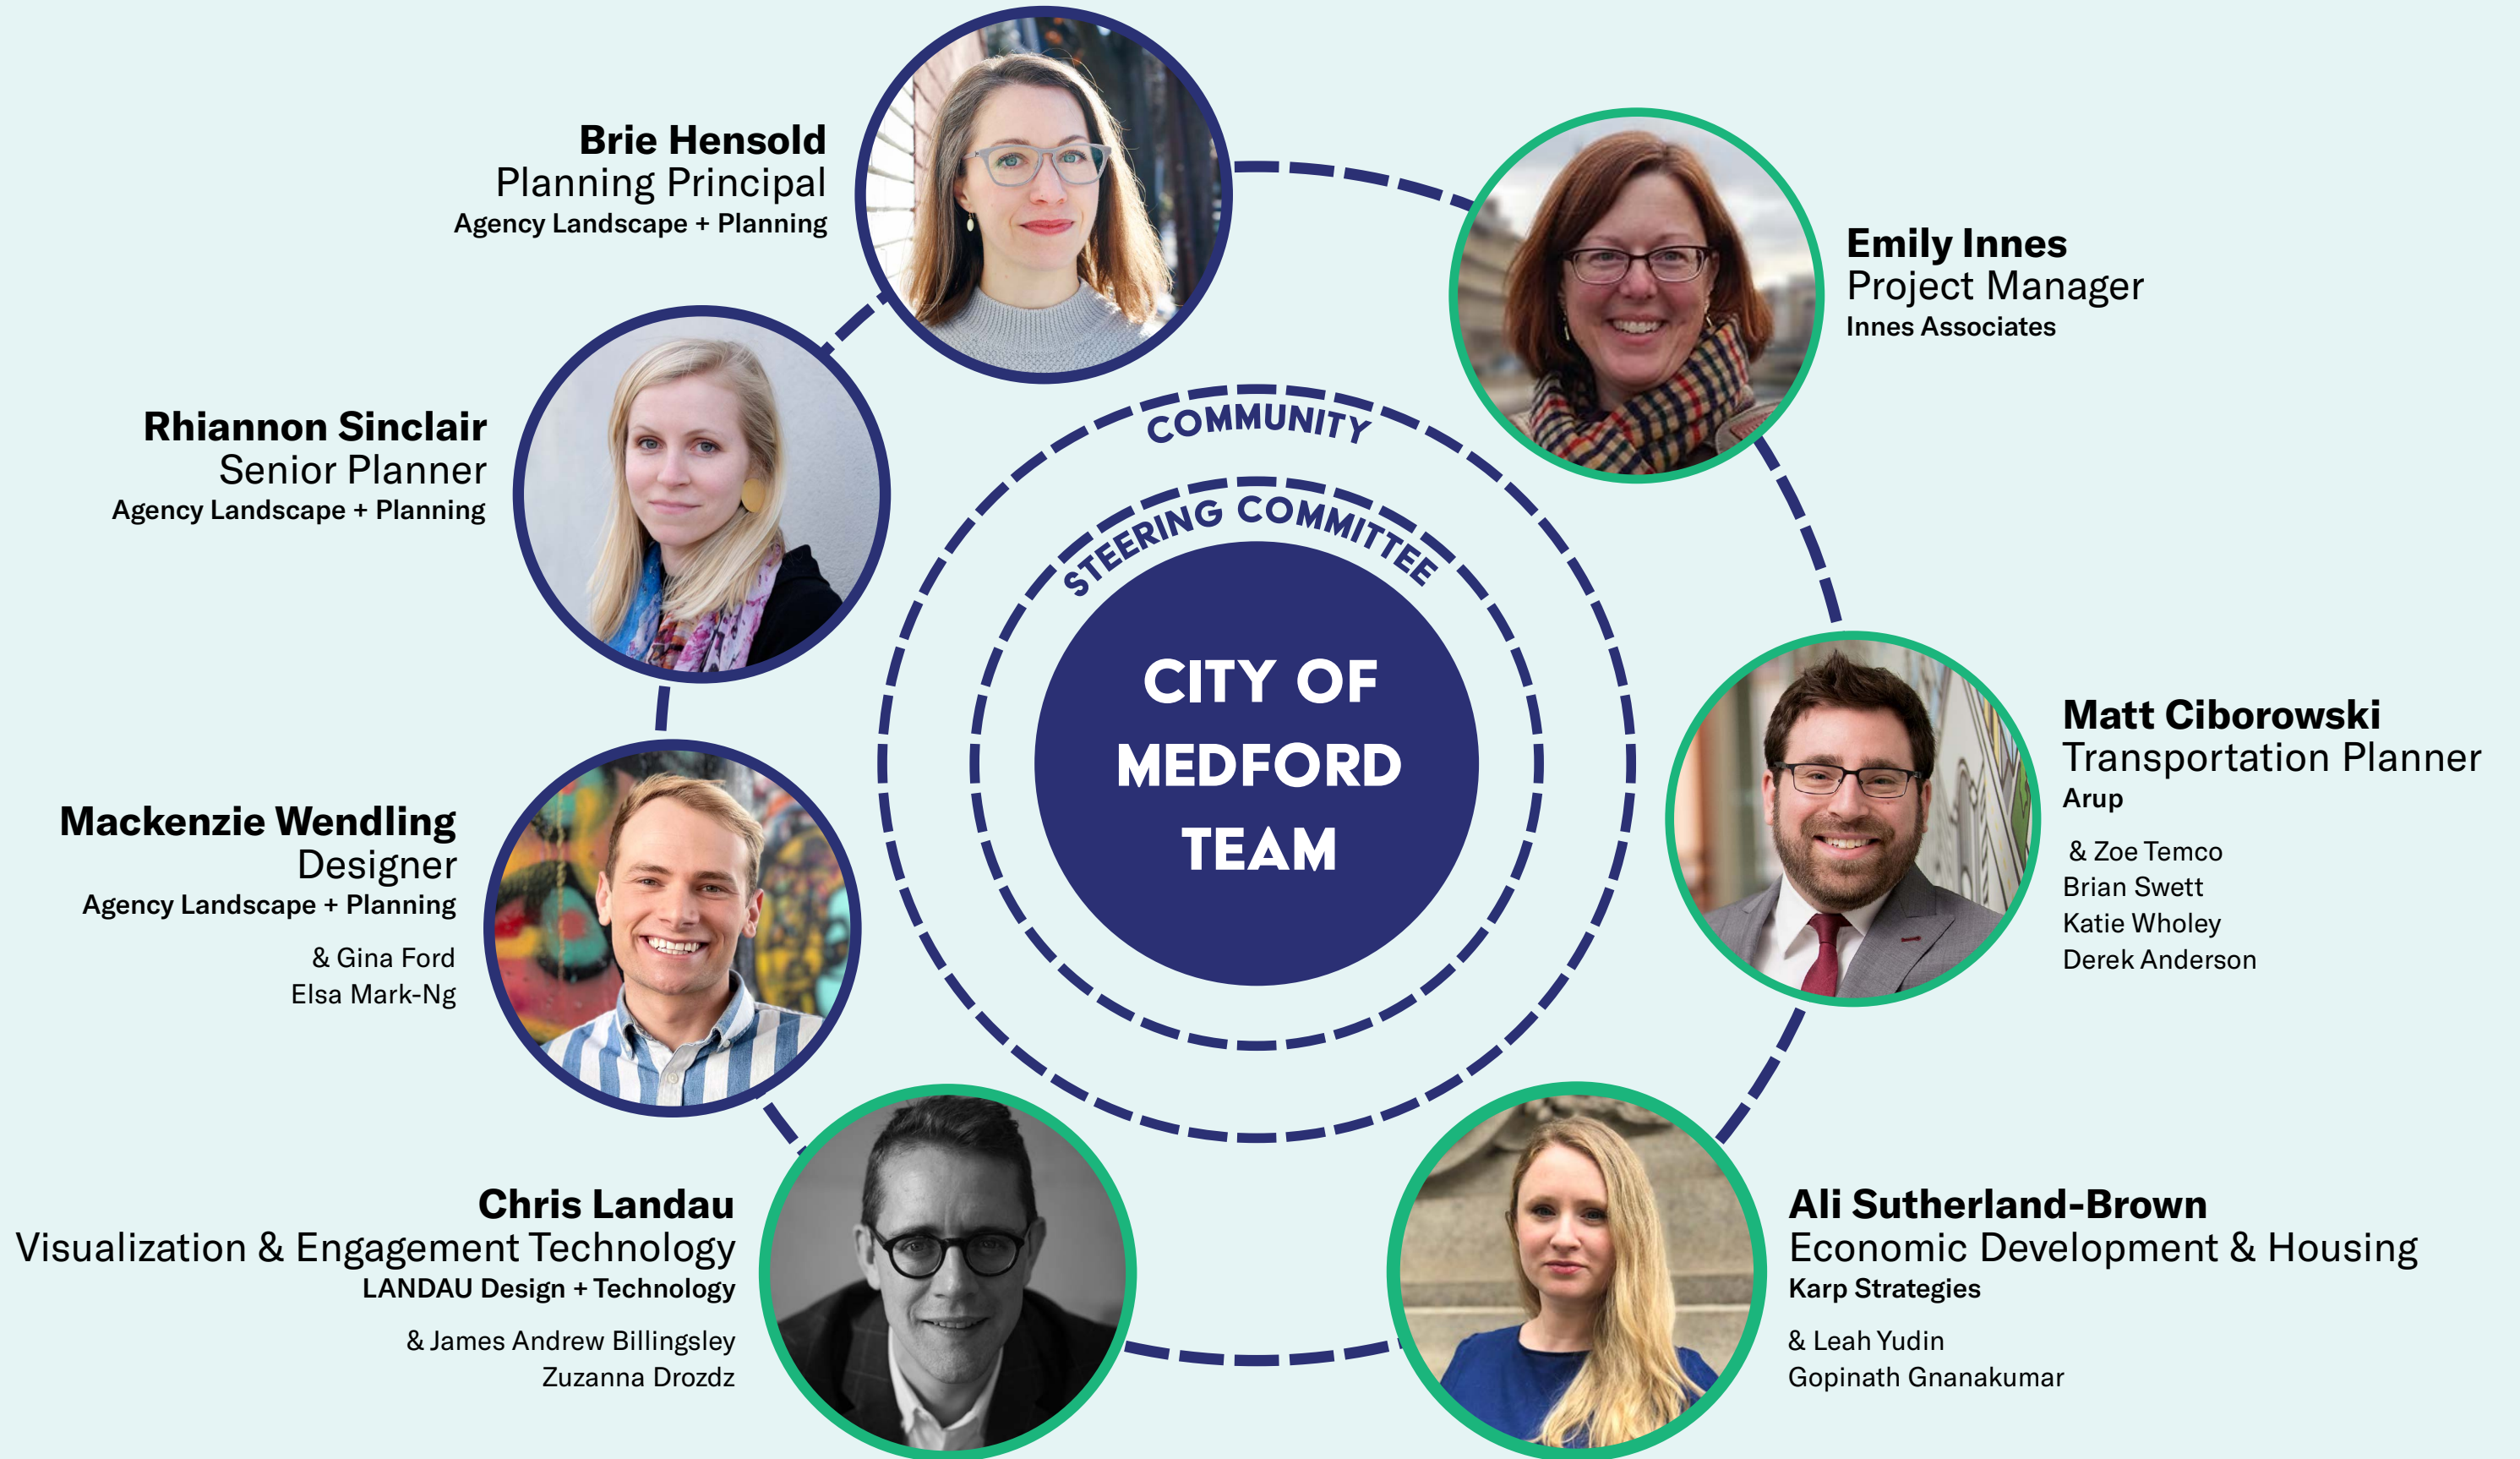 Brie Hensold
Planning Principal
Agency Landscape + Planning
Emily Innes
Project Manager
Innes Associates
Rhiannon Sinclair
Senior Planner
Agency Landscape + Planning
COMMUNITY
STEERING COMMITTEE
CITY OF
MEDFORD
TEAM
Matt Ciborowski
Transportation Planner
Arup
& Zoe Temco
Brian Swett
Katie Wholey
Derek Anderson
Mackenzie Wendling
Designer
Agency Landscape + Planning
& Gina Ford
Elsa Mark-Ng
Chris Landau
Visualization & Engagement Technology
LANDAU Design + Technology
& James Andrew Billingsley
Zuzanna Drozdz
Ali Sutherland-Brown
Economic Development & Housing
Karp Strategies
& Leah Yudin
Gopinath Gnanakumar